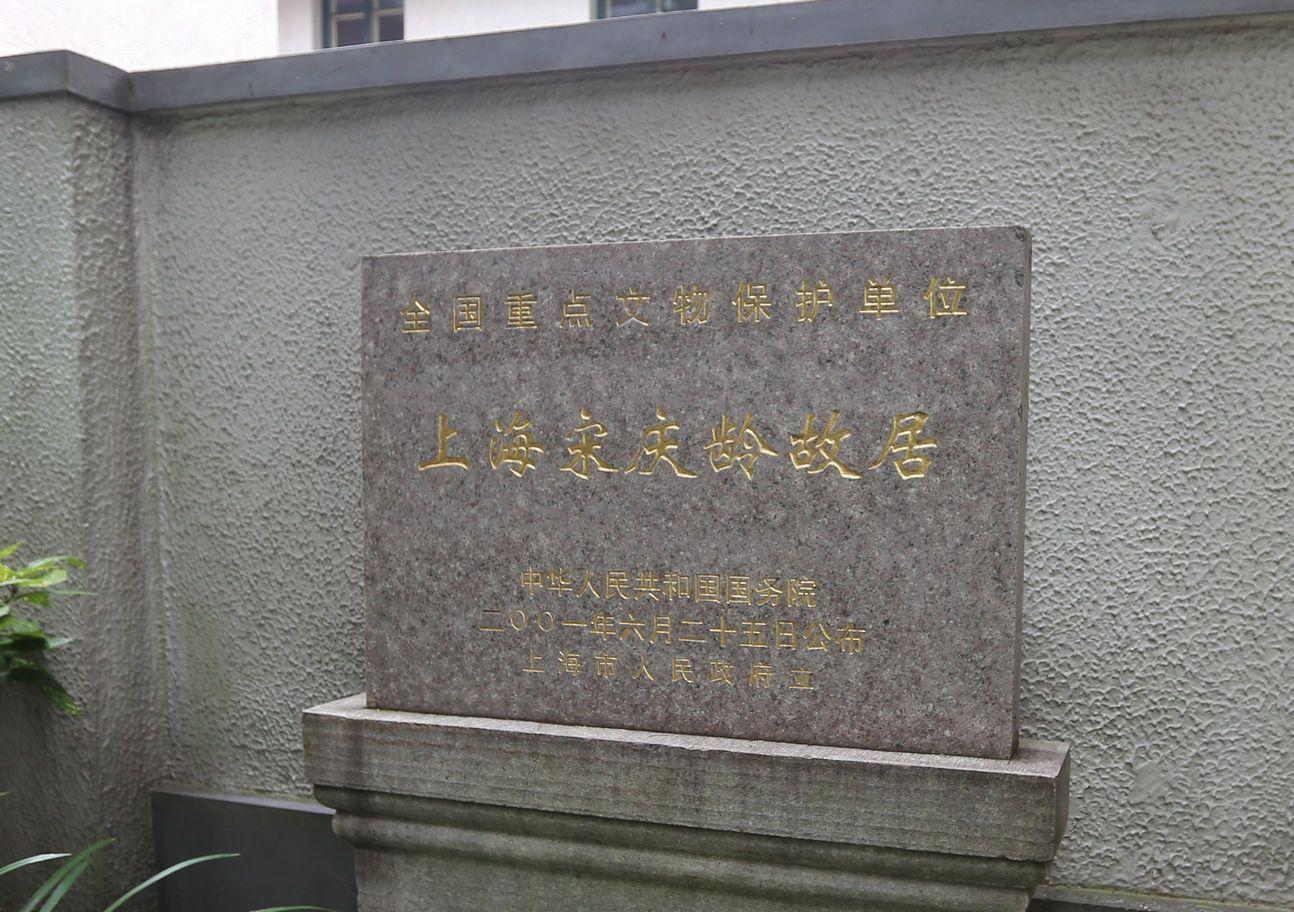 全国重点文物保护单位
上海宋庆龄故居
中华人民共和国国务院
二〇〇一年六月二十五日公布
上海市人民政府立